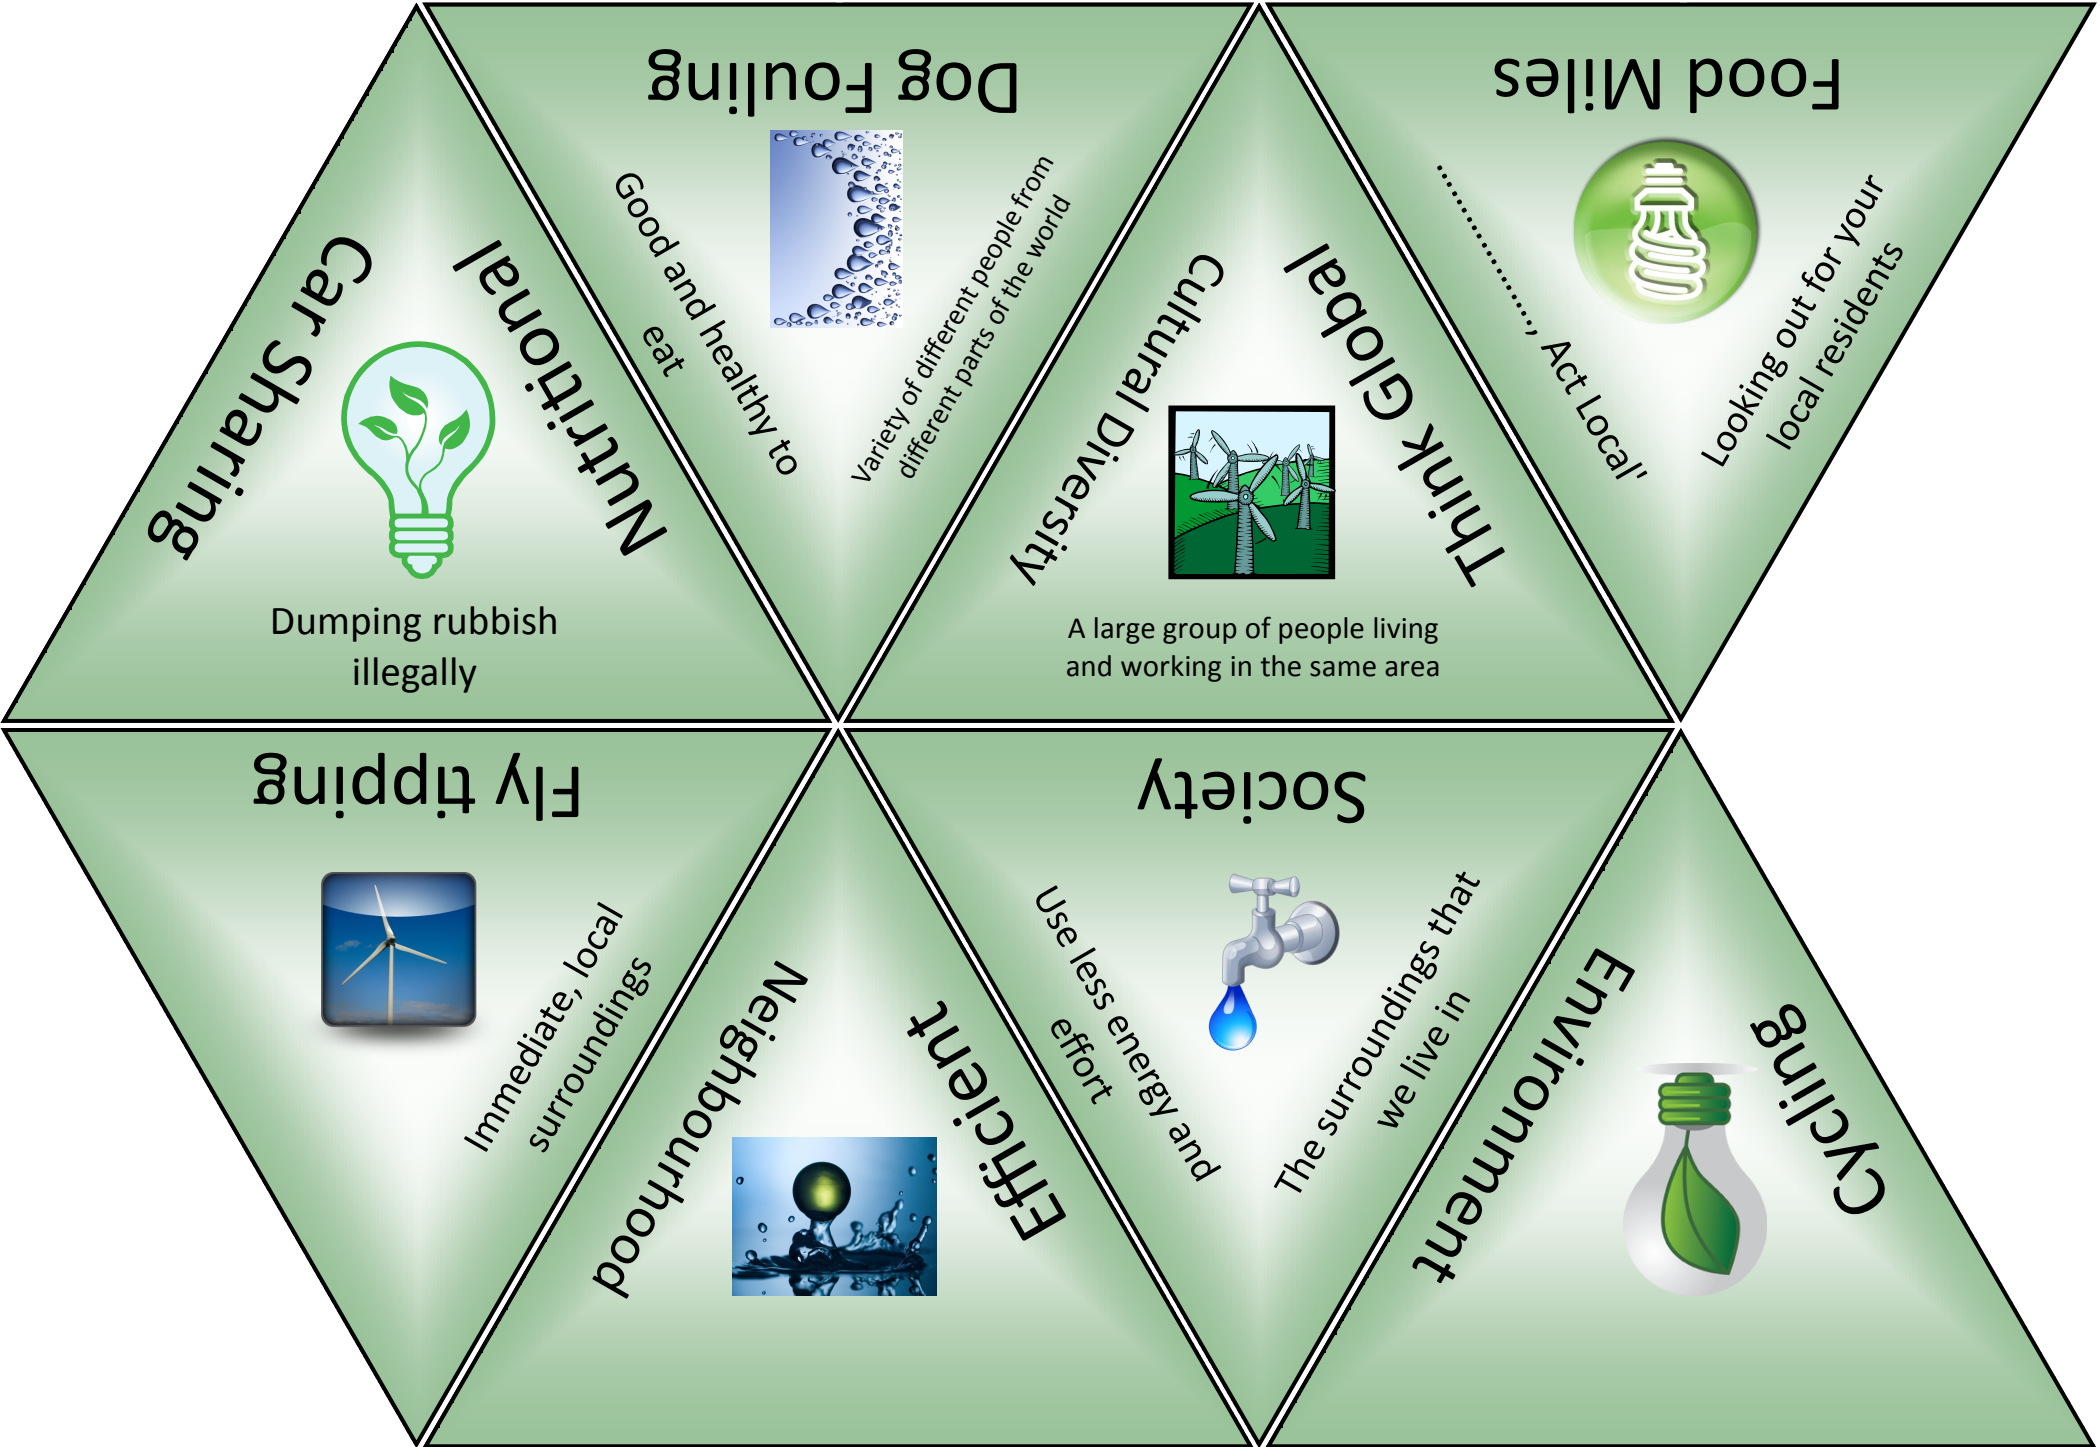 Car Sharing
Nutritional
Dumping rubbish
illegally
Dog Fouling
Good and healthy to
eat
Variety of different people from
different parts of the world
Cultural Diversity
Think Global
A large group of people living
and working in the same area
Food Miles
................, Act Local'
Looking out for your
local residents
Fly tipping
Immediate, local
surroundings
Neighbourhood
Efficient
Society
Use less energy and
effort
The surroundings that
we live in
Environment
Cycling